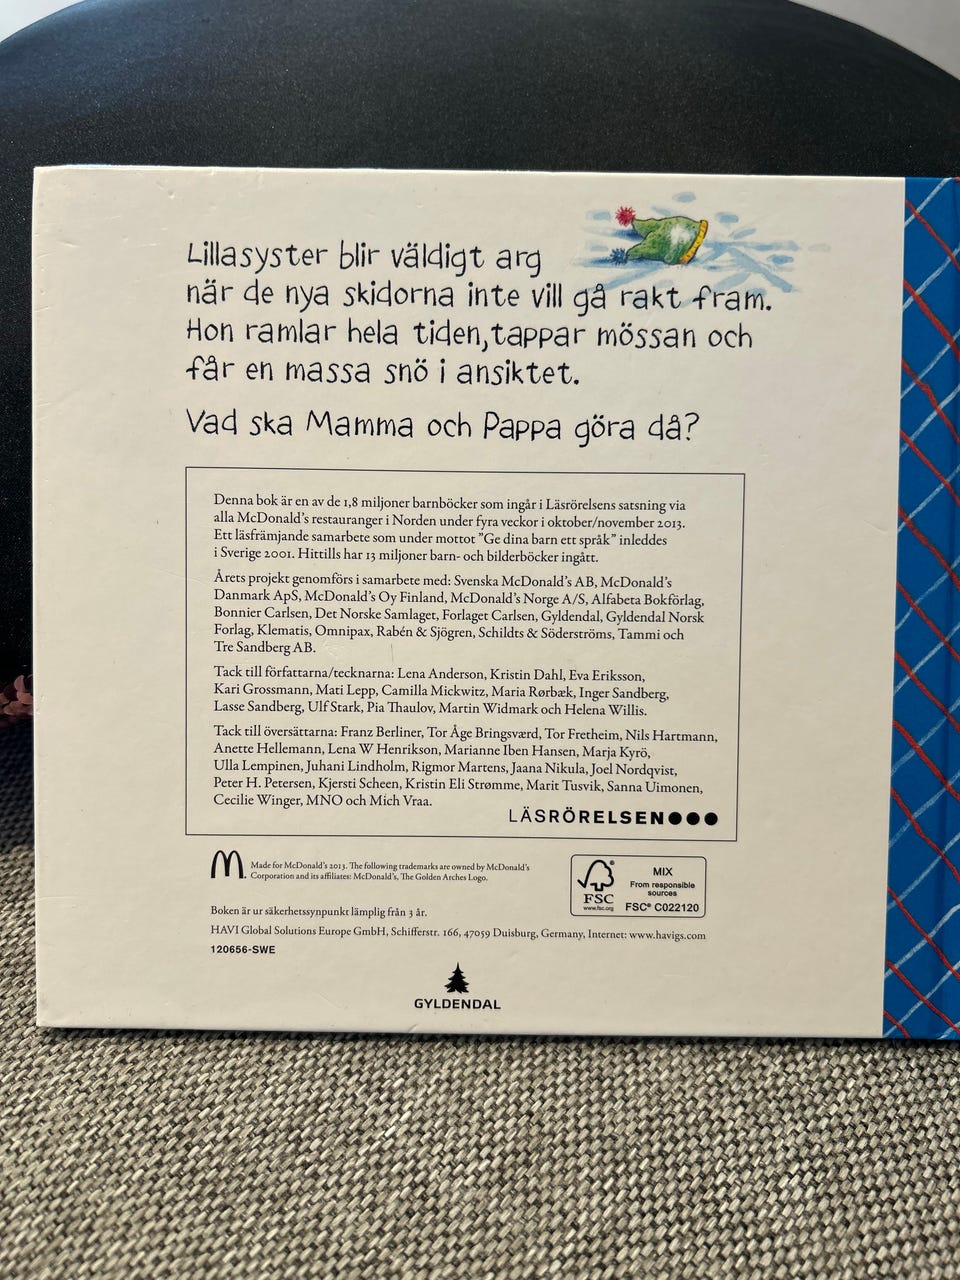 Lillasyster blir väldigt arg
när de nya skidorna inte vill gå rakt fram.
Hon ramlar hela tiden, tappar mössan och
får en massa snö i ansiktet.
Vad ska Mamma och Pappa göra då?
Denna bok är en av de 1,8 miljoner barnböcker som ingår i Läsrörelsens satsning via
alla McDonald's restauranger i Norden under fyra veckor i oktober/november 2013.
Ett läsfrämjande samarbete som under mottot "Ge dina barn ett språk" inleddes
i Sverige 2001. Hittills har 13 miljoner barn- och bilderböcker ingått.
Årets projekt genomförs i samarbete med: Svenska McDonald's AB, McDonald's
Danmark ApS, McDonald's Oy Finland, McDonald's Norge A/S, Alfabeta Bokförlag,
Bonnier Carlsen, Det Norske Samlaget, Forlaget Carlsen, Gyldendal, Gyldendal Norsk
Forlag, Klematis, Omnipax, Rabén & Sjögren, Schildts & Söderströms, Tammi och
Tre Sandberg AB.
Tack till författarna/tecknarna: Lena Anderson, Kristin Dahl, Eva Eriksson,
Kari Grossmann, Mati Lepp, Camilla Mickwitz, Maria Rørbæk, Inger Sandberg,
Lasse Sandberg, Ulf Stark, Pia Thaulov, Martin Widmark och Helena Willis.
Tack till översättarna: Franz Berliner, Tor Åge Bringsværd, Tor Fretheim, Nils Hartmann,
Anette Hellemann, Lena W Henrikson, Marianne Iben Hansen, Marja Kyrö,
Ulla Lempinen, Juhani Lindholm, Rigmor Martens, Jaana Nikula, Joel Nordqvist,
Peter H. Petersen, Kjersti Scheen, Kristin Eli Strømme, Marit Tusvik, Sanna Uimonen,
Cecilie Winger, MNO och Mich Vraa.
LÄSRÖRELSEN●●●
Made for McDonald's 2013. The following trademarks are owned by McDonald's
Corporation and its affiliates: McDonald's, The Golden Arches Logo.
FSC
www.fsc.org
MIX
From responsible
sources
FSC® C022120
Boken är ur säkerhetssynpunkt lämplig från 3 år.
HAVI Global Solutions Europe GmbH, Schifferstr. 166, 47059 Duisburg, Germany, Internet: www.havigs.com
120656-SWE
GYLDENDAL